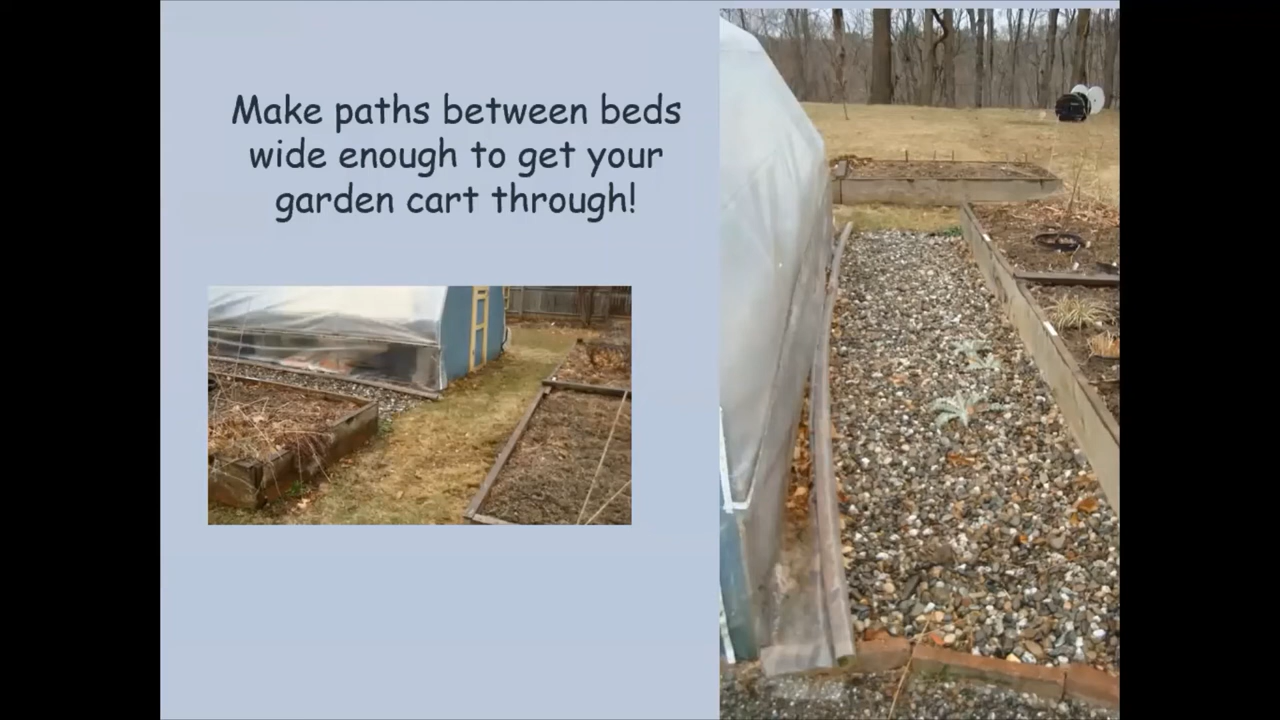 Make paths between beds
wide enough to get your
garden cart through!